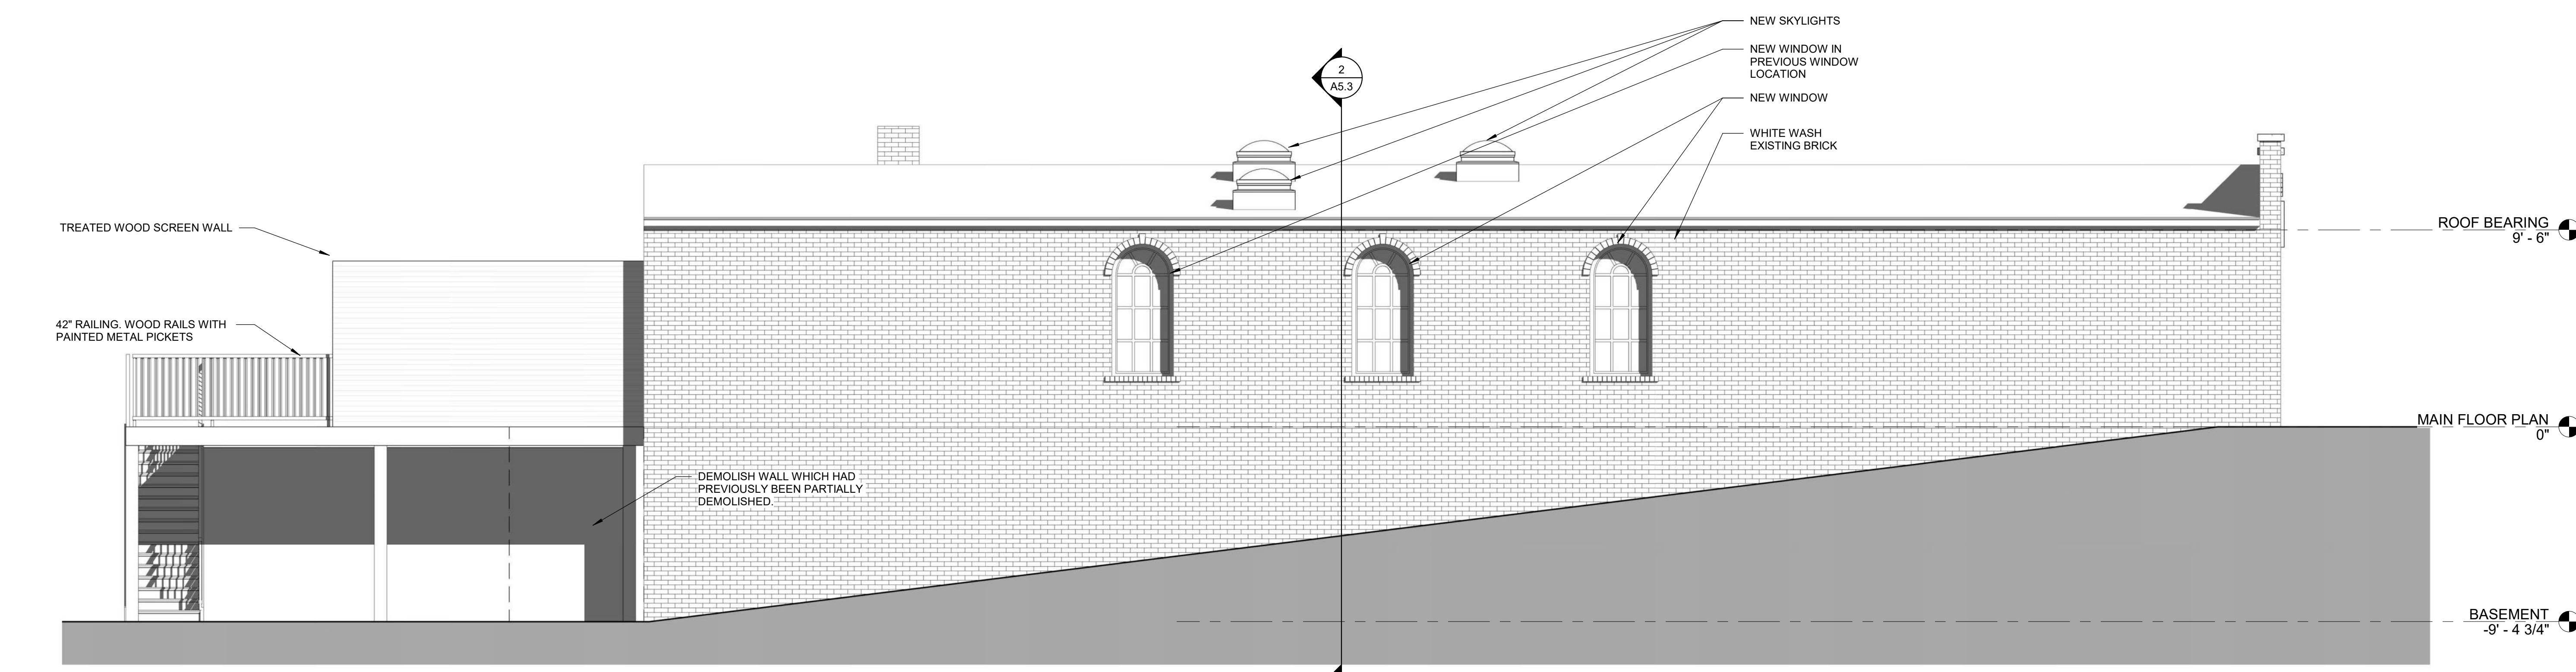 NEW SKYLIGHTS
NEW WINDOW IN
PREVIOUS WINDOW
LOCATION
2
A5.3
NEW WINDOW
WHITE WASH
EXISTING BRICK
TREATED WOOD SCREEN WALL
ROOF BEARING
9' - 6"
42" RAILING. WOOD RAILS WITH
PAINTED METAL PICKETS
MAIN FLOOR PLAN
0"
DEMOLISH WALL WHICH HAD
PREVIOUSLY BEEN PARTIALLY
DEMOLISHED.
BASEMENT
-9' - 4 3/4"